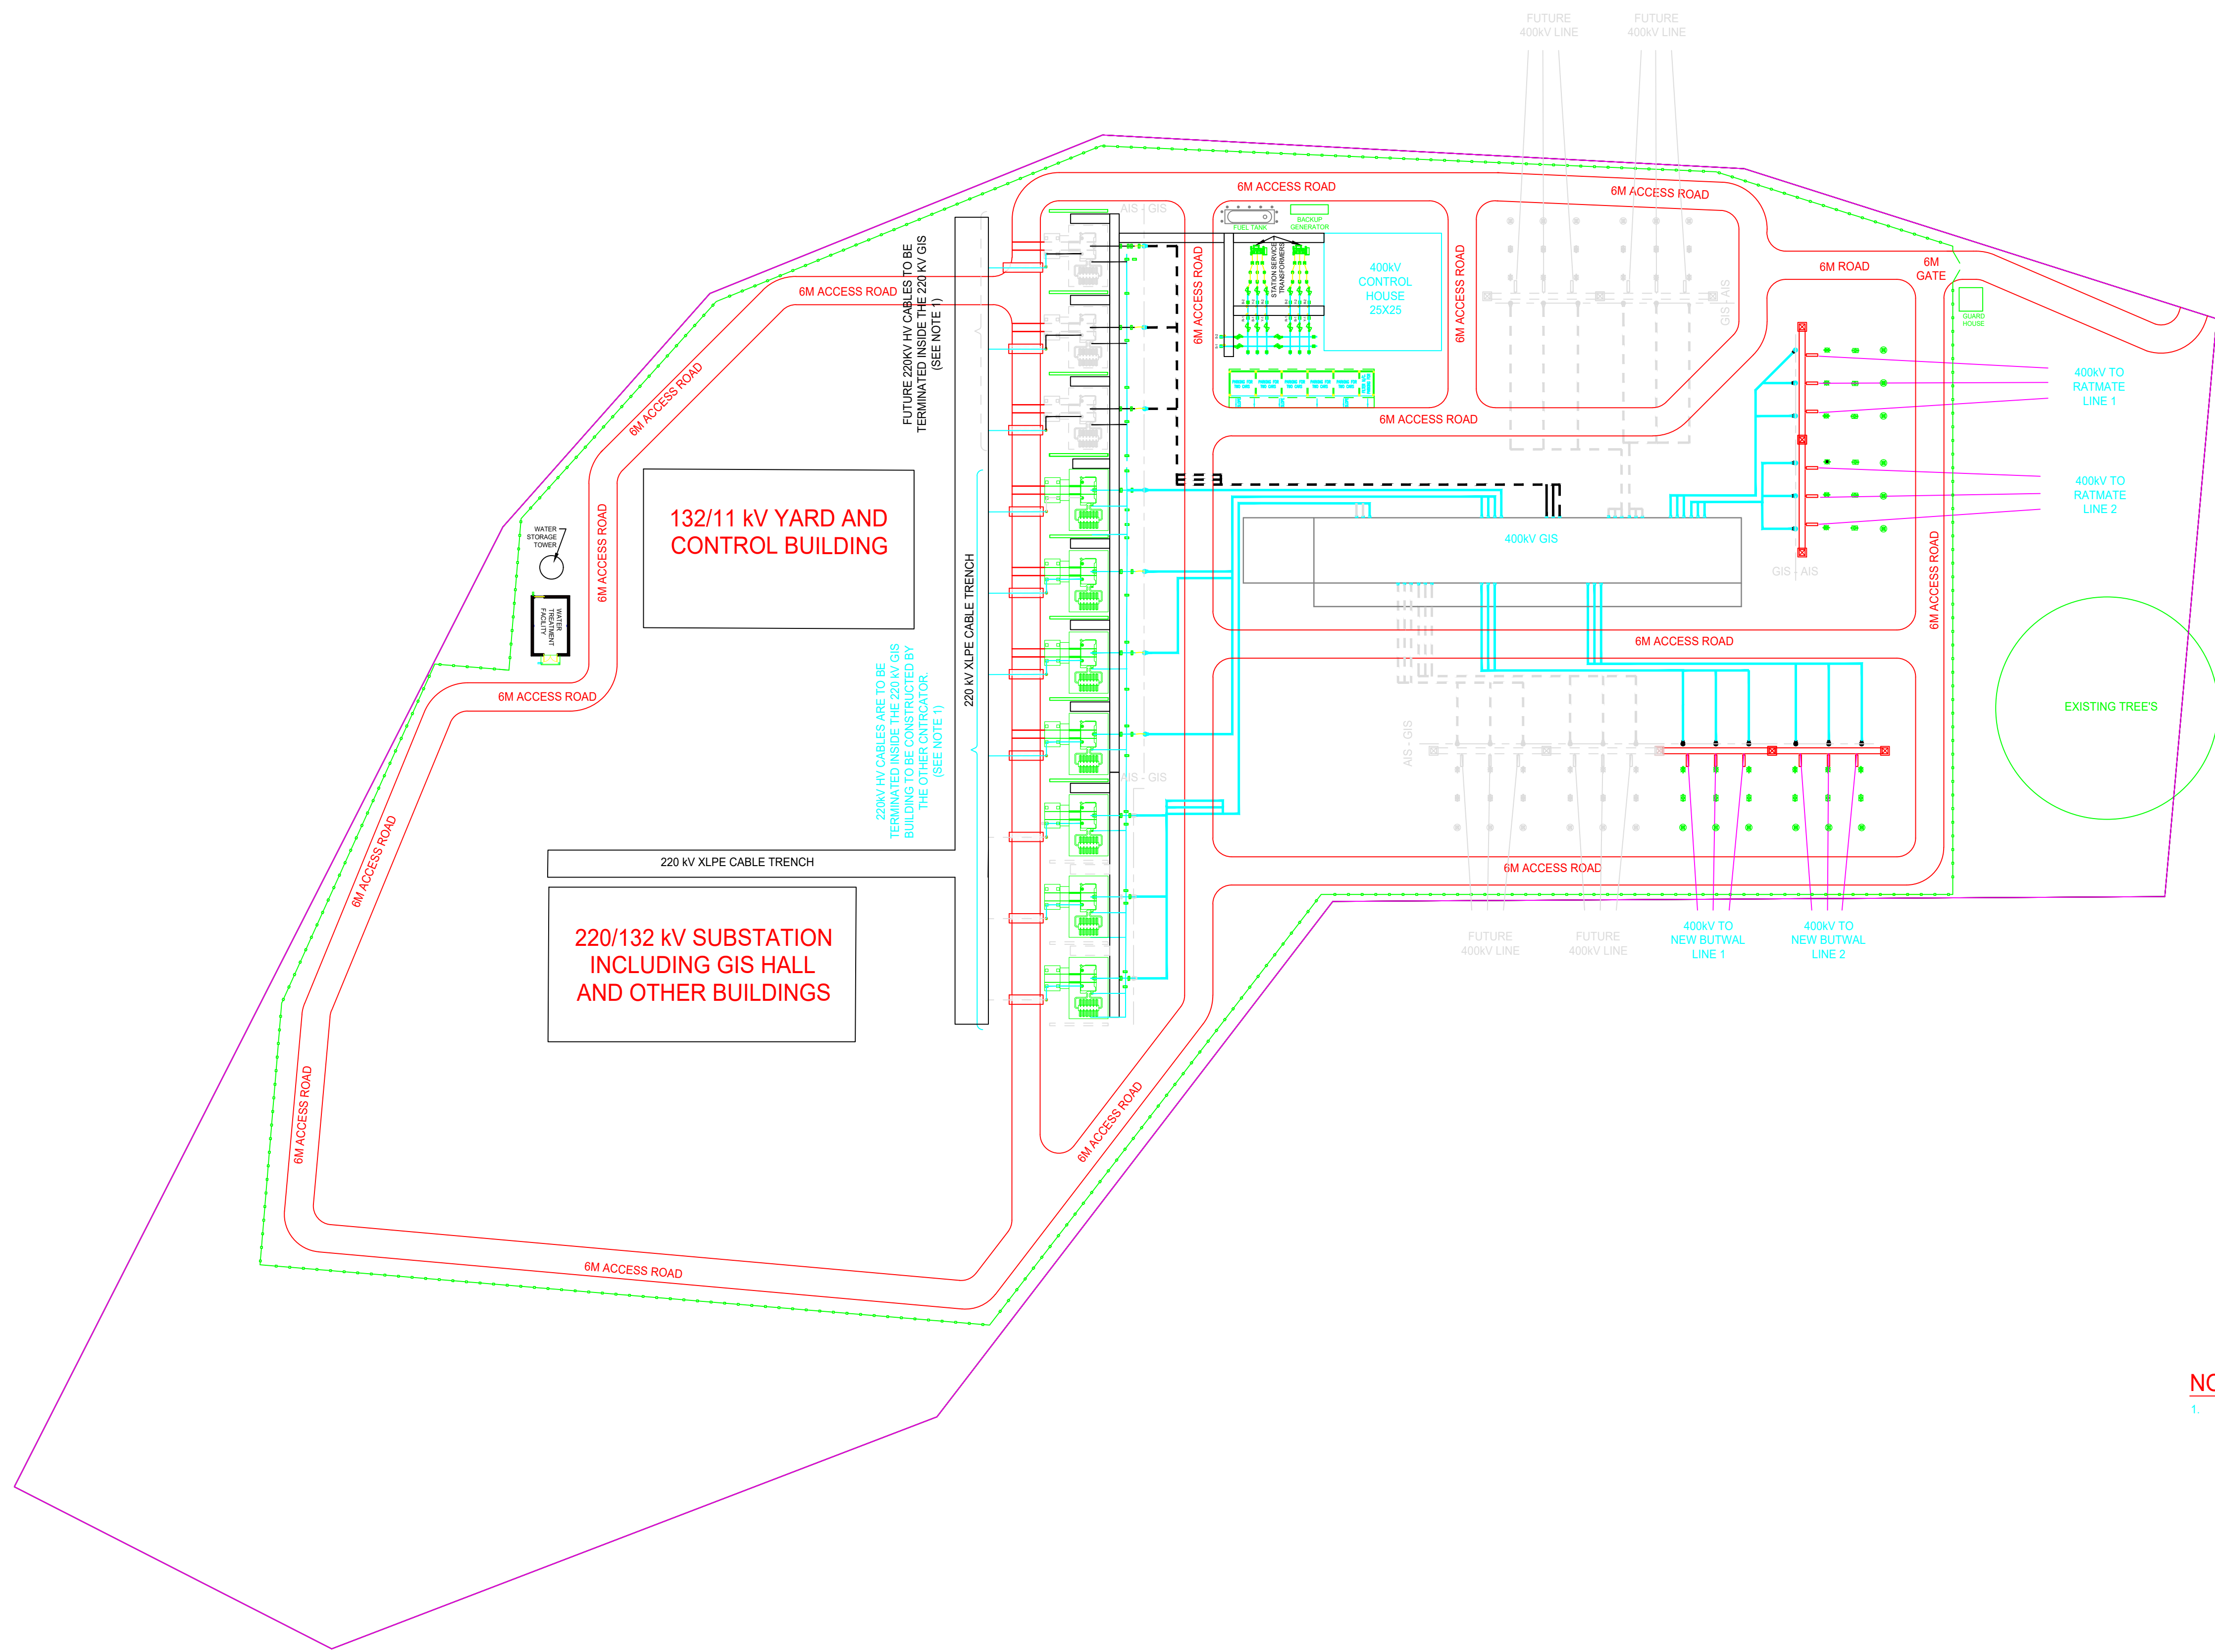 FUTURE
400kV LINE
FUTURE
400kV LINE
6M ACCESS ROAD
6M ACCESS ROAD
AIS - GIS
FUEL TANK
BACKUP
GENERATOR
STATION SERVICE
TRANSFORMERS
400kV
CONTROL
HOUSE
25X25
6M ACCESS ROAD
6M ACCESS ROAD
GIS - AIS
6M ROAD
6M
GATE
GUARD
HOUSE
FUTURE 220KV HV CABLES TO BE
TERMINATED INSIDE THE 220 KV GIS
(SEE NOTE 1)
6M ACCESS ROAD
6M ACCESS ROAD
6M ACCESS ROAD
400kV TO
RATMATE
LINE 1
400kV TO
RATMATE
LINE 2
132/11 kV YARD AND
CONTROL BUILDING
WATER
STORAGE
TOWER
WATER
TREATMENT
FACILITY
6M ACCESS ROAD
400kV GIS
GIS - AIS
6M ACCESS ROAD
6M ACCESS ROAD
220 kV XLPE CABLE TRENCH
220kV HV CABLES ARE TO BE
TERMINATED INSIDE THE 220 kV GIS
BUILDING TO BE CONSTRUCTED BY
THE OTHER CNTRCATOR.
(SEE NOTE 1)
6M ACCESS ROAD
EXISTING TREE'S
AIS - GIS
AIS - GIS
220 kV XLPE CABLE TRENCH
6M ACCESS ROAD
6M ACCESS ROAD
220/132 kV SUBSTATION
INCLUDING GIS HALL
AND OTHER BUILDINGS
FUTURE
400kV LINE
FUTURE
400kV LINE
400kV TO
NEW BUTWAL
LINE 1
400kV TO
NEW BUTWAL
LINE 2
6M ACCESS ROAD
6M ACCESS ROAD
6M ACCESS ROAD
1.